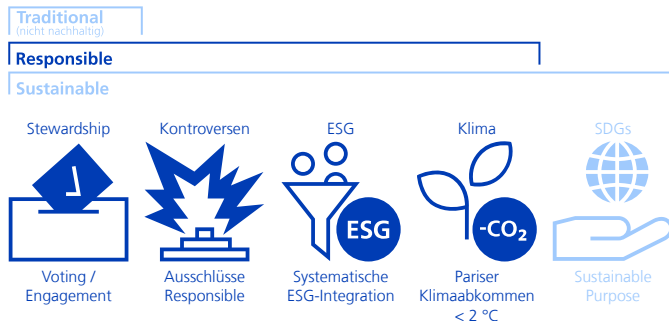 Traditional
(nicht nachhaltig)
Responsible
Sustainable
Stewardship
Kontroversen
ESG
Klima
SDGs
ESG
-CO₂
Voting /
Engagement
Ausschlüsse
Responsible
Systematische
ESG-Integration
Pariser
Klimaabkommen
< 2 °C
Sustainable
Purpose